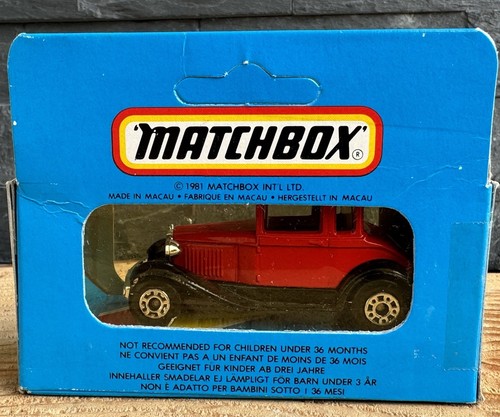 'MATCHBOX' ®
© 1981 MATCHBOX INT'L LTD.
MADE IN MACAU • FABRIQUE EN MACAU • HERGESTELLT IN MACAU
NOT RECOMMENDED FOR CHILDREN UNDER 36 MONTHS
NE CONVIENT PAS A UN ENFANT DE MOINS DE 36 MOIS
GEEIGNET FÜR KINDER AB DREI JAHRE
INNEHALLER SMADELAR EJ LAMPLIGT FOR BARN UNDER 3 ÅR
NON È ADATTO PER BAMBINI SOTTO I 36 MESI